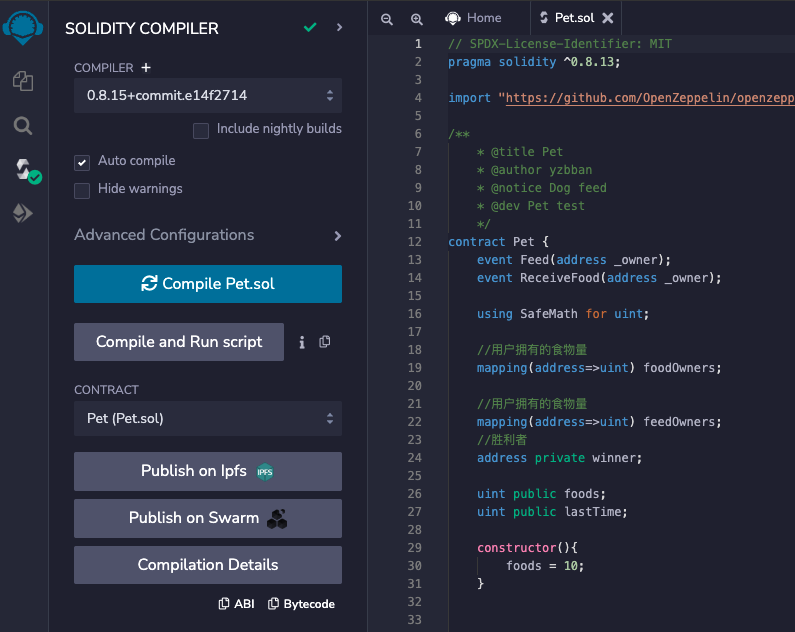 SOLIDITY COMPILER
COMPILER +
0.8.15+commit.e14f2714
Include nightly builds
Auto compile
Hide warnings
Advanced Configurations
Compile Pet.sol
Compile and Run script
i
CONTRACT
Pet (Pet.sol)
Publish on Ipfs IPFS
Publish on Swarm
Compilation Details
ABI Bytecode
Home Pet.sol
1 // SPDX-License-Identifier: MIT
2 pragma solidity ^0.8.13;
3
4 import "https://github.com/OpenZeppelin/openzepp
5
6 /**
7 * @title Pet
8 * @author yzbban
9 * @notice Dog feed
10 * @dev Pet test
11 */
12 contract Pet {
13 event Feed(address _owner);
14 event ReceiveFood(address _owner);
15
16 using SafeMath for uint;
17
18 //用户拥有的食物量
19 mapping(address=>uint) foodOwners;
20
21 //用户拥有的食物量
22 mapping(address=>uint) feedOwners;
23 //胜利者
24 address private winner;
25
26 uint public foods;
27 uint public lastTime;
28
29 constructor(){
30 foods = 10;
31 }
32
33